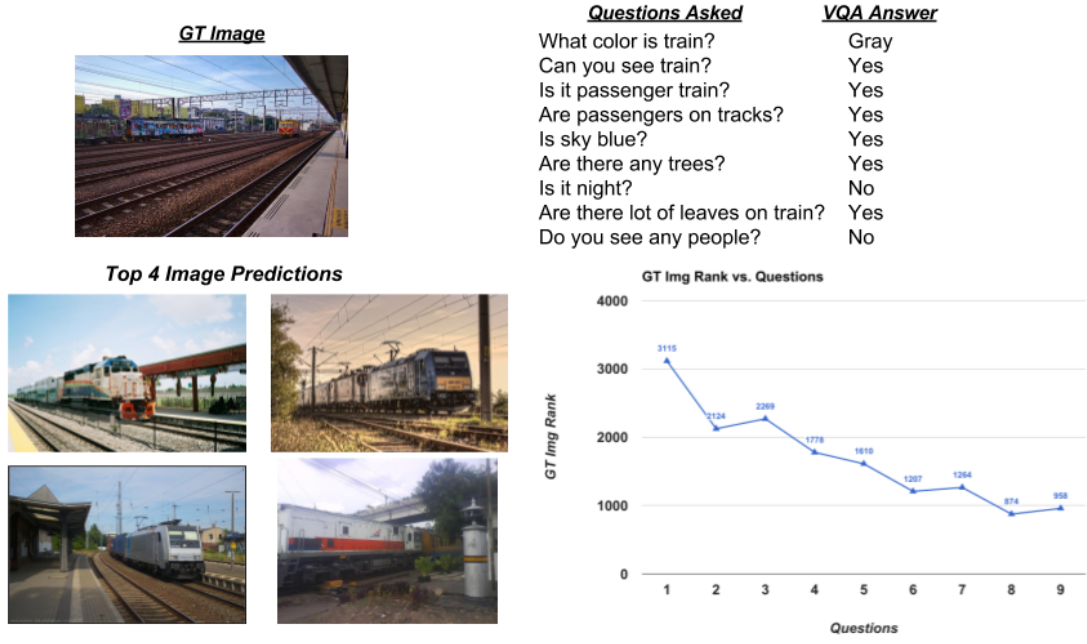 GT Image
Questions Asked VQA Answer
What color is train? Gray
Can you see train? Yes
Is it passenger train? Yes
Are passengers on tracks? Yes
Is sky blue? Yes
Are there any trees? Yes
Is it night? No
Are there lot of leaves on train? Yes
Do you see any people? No
Top 4 Image Predictions
GT Img Rank vs. Questions
GT Img Rank
4000
3000
2000
1000
0
3115
2124
2269
1778
1610
1207
1264
874
958
1 2 3 4 5 6 7 8 9
Questions